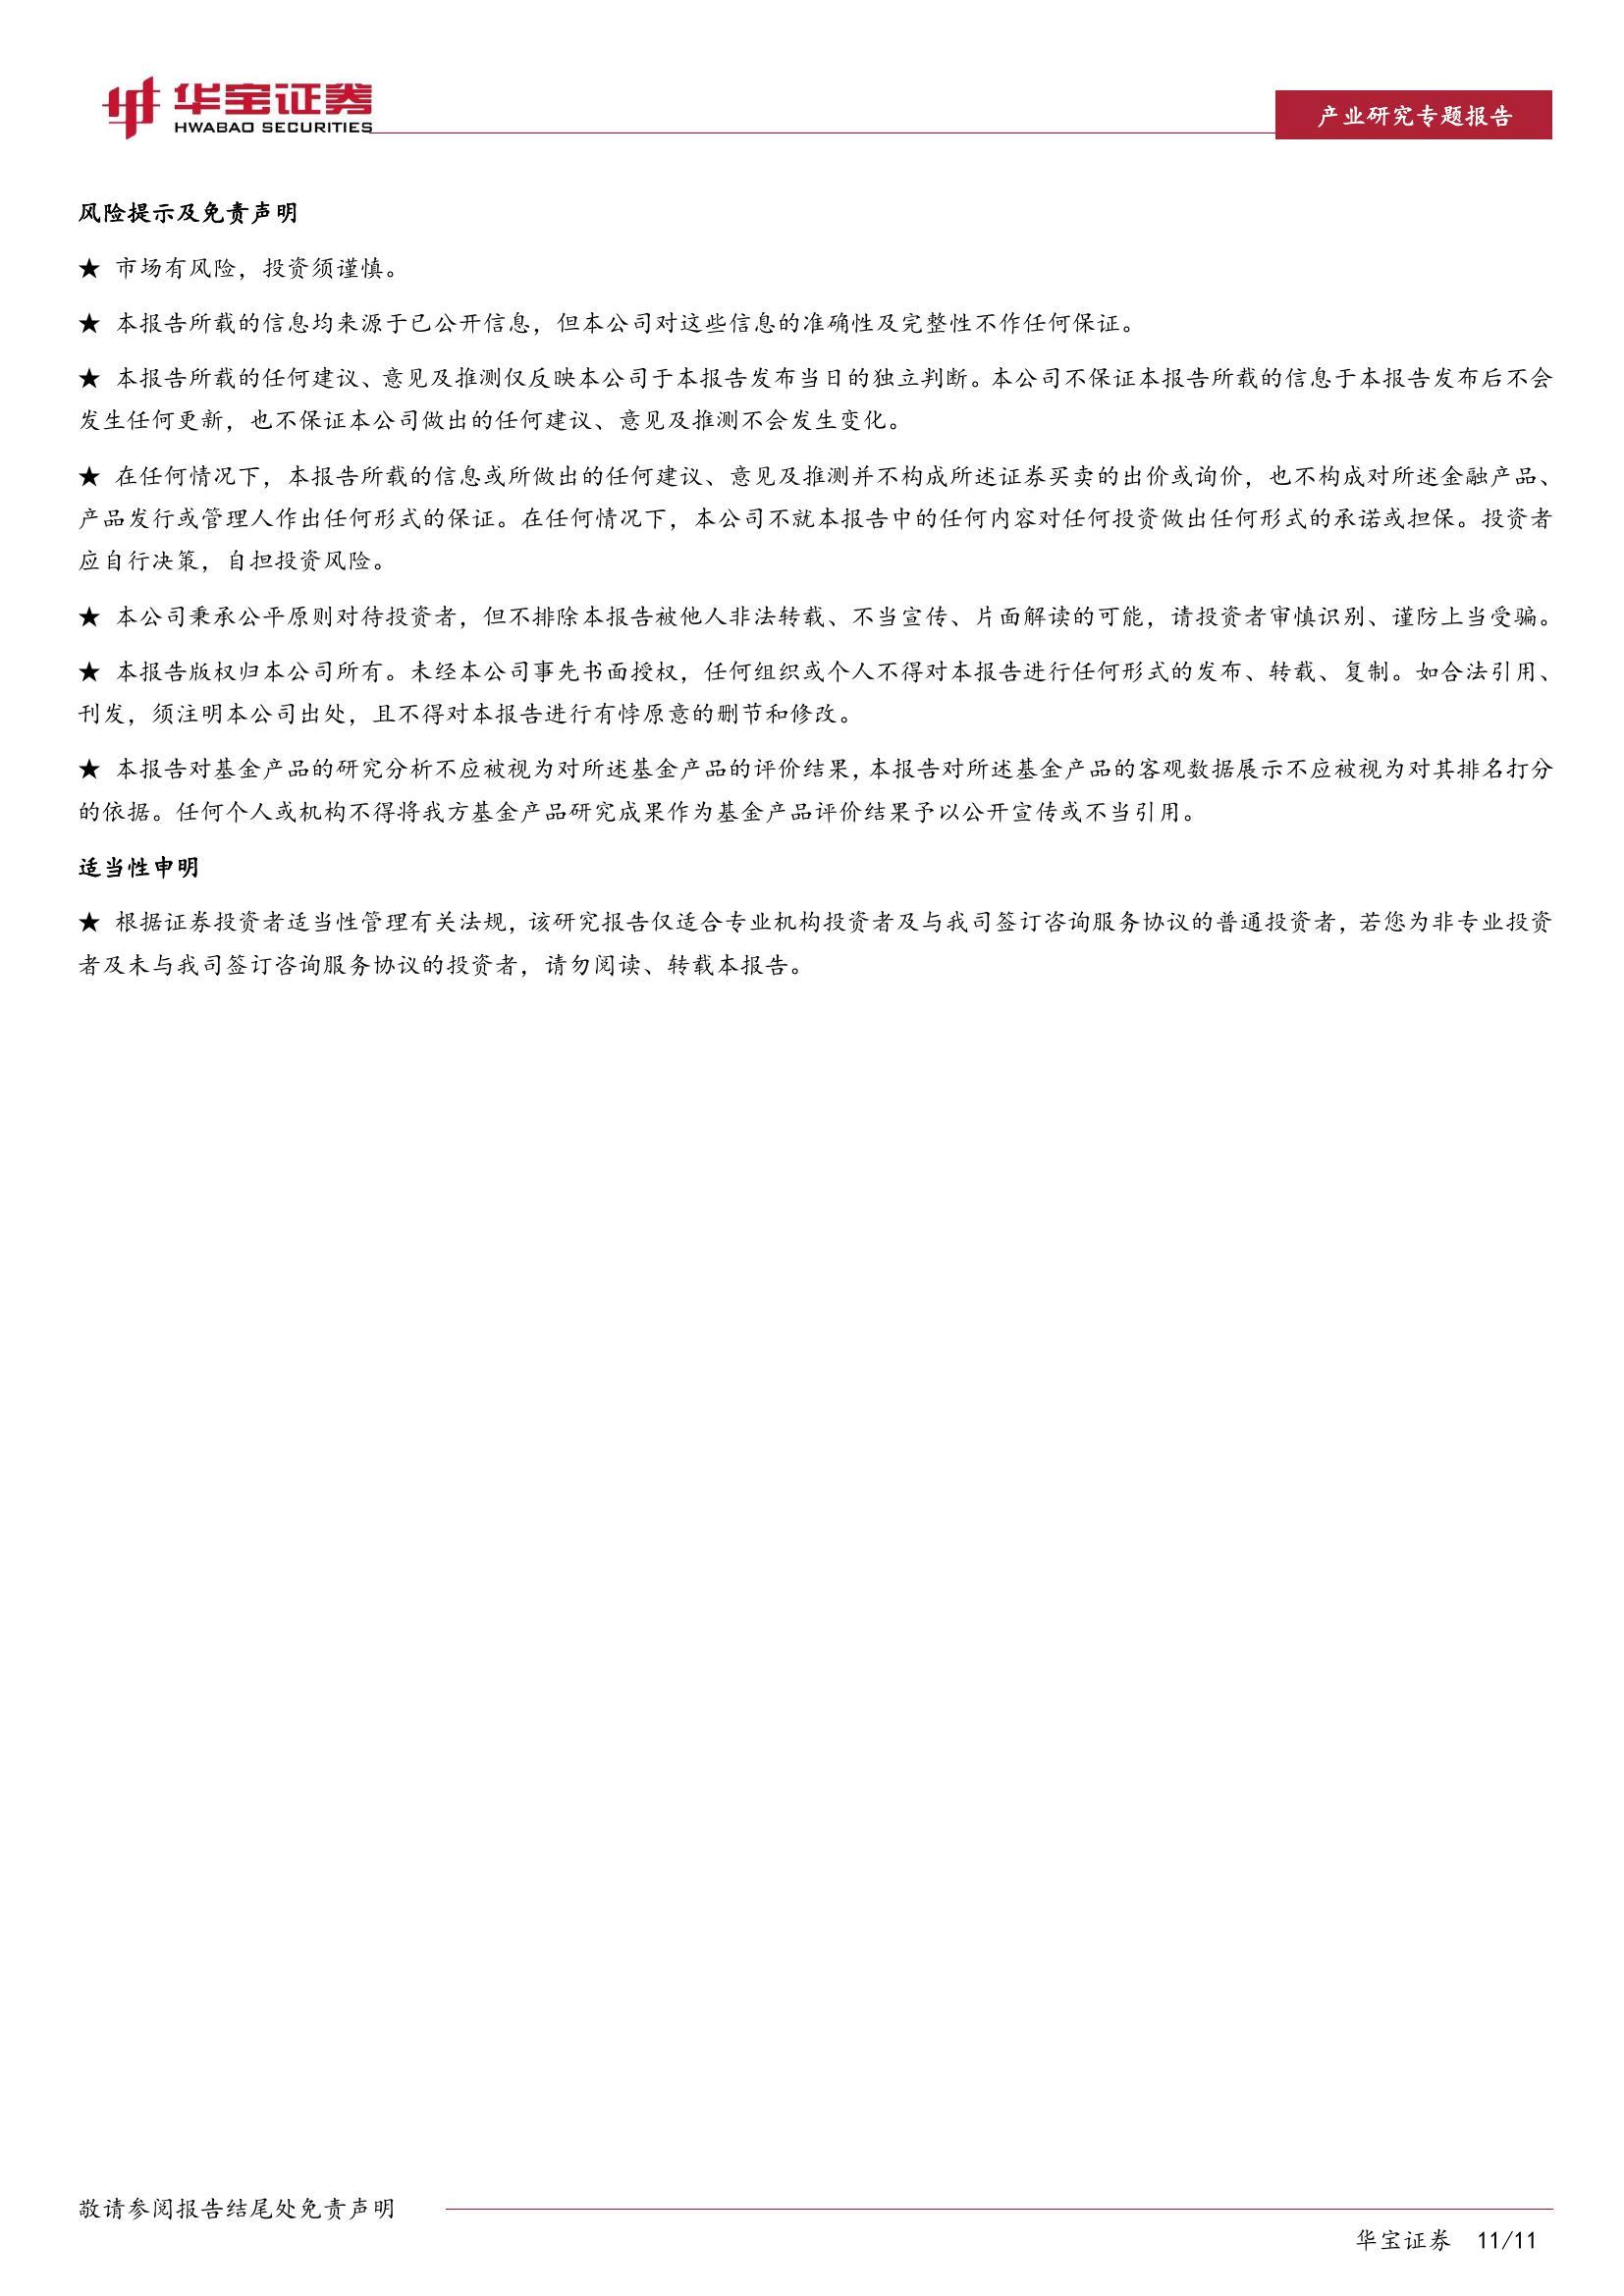 华宝证券
HWABAO SECURITIES
产业研究专题报告
风险提示及免责声明
★ 市场有风险，投资须谨慎。
★ 本报告所载的信息均来源于已公开信息，但本公司对这些信息的准确性及完整性不作任何保证。
★ 本报告所载的任何建议、意见及推测仅反映本公司于本报告发布当日的独立判断。本公司不保证本报告所载的信息于本报告发布后不会
发生任何更新，也不保证本公司做出的任何建议、意见及推测不会发生变化。
★ 在任何情况下，本报告所载的信息或所做出的任何建议、意见及推测并不构成所述证券买卖的出价或询价，也不构成对所述金融产品、
产品发行或管理人作出任何形式的保证。在任何情况下，本公司不就本报告中的任何内容对任何投资做出任何形式的承诺或担保。投资者
应自行决策，自担投资风险。
★ 本公司秉承公平原则对待投资者，但不排除本报告被他人非法转载、不当宣传、片面解读的可能，请投资者审慎识别、谨防上当受骗。
★ 本报告版权归本公司所有。未经本公司事先书面授权，任何组织或个人不得对本报告进行任何形式的发布、转载、复制。如合法引用、
刊发，须注明本公司出处，且不得对本报告进行有悖原意的删节和修改。
★ 本报告对基金产品的研究分析不应被视为对所述基金产品的评价结果，本报告对所述基金产品的客观数据展示不应被视为对其排名打分
的依据。任何个人或机构不得将我方基金产品研究成果作为基金产品评价结果予以公开宣传或不当引用。
适当性申明
★ 根据证券投资者适当性管理有关法规，该研究报告仅适合专业机构投资者及与我司签订咨询服务协议的普通投资者，若您为非专业投资
者及未与我司签订咨询服务协议的投资者，请勿阅读、转载本报告。
敬请参阅报告结尾处免责声明
华宝证券 11/11